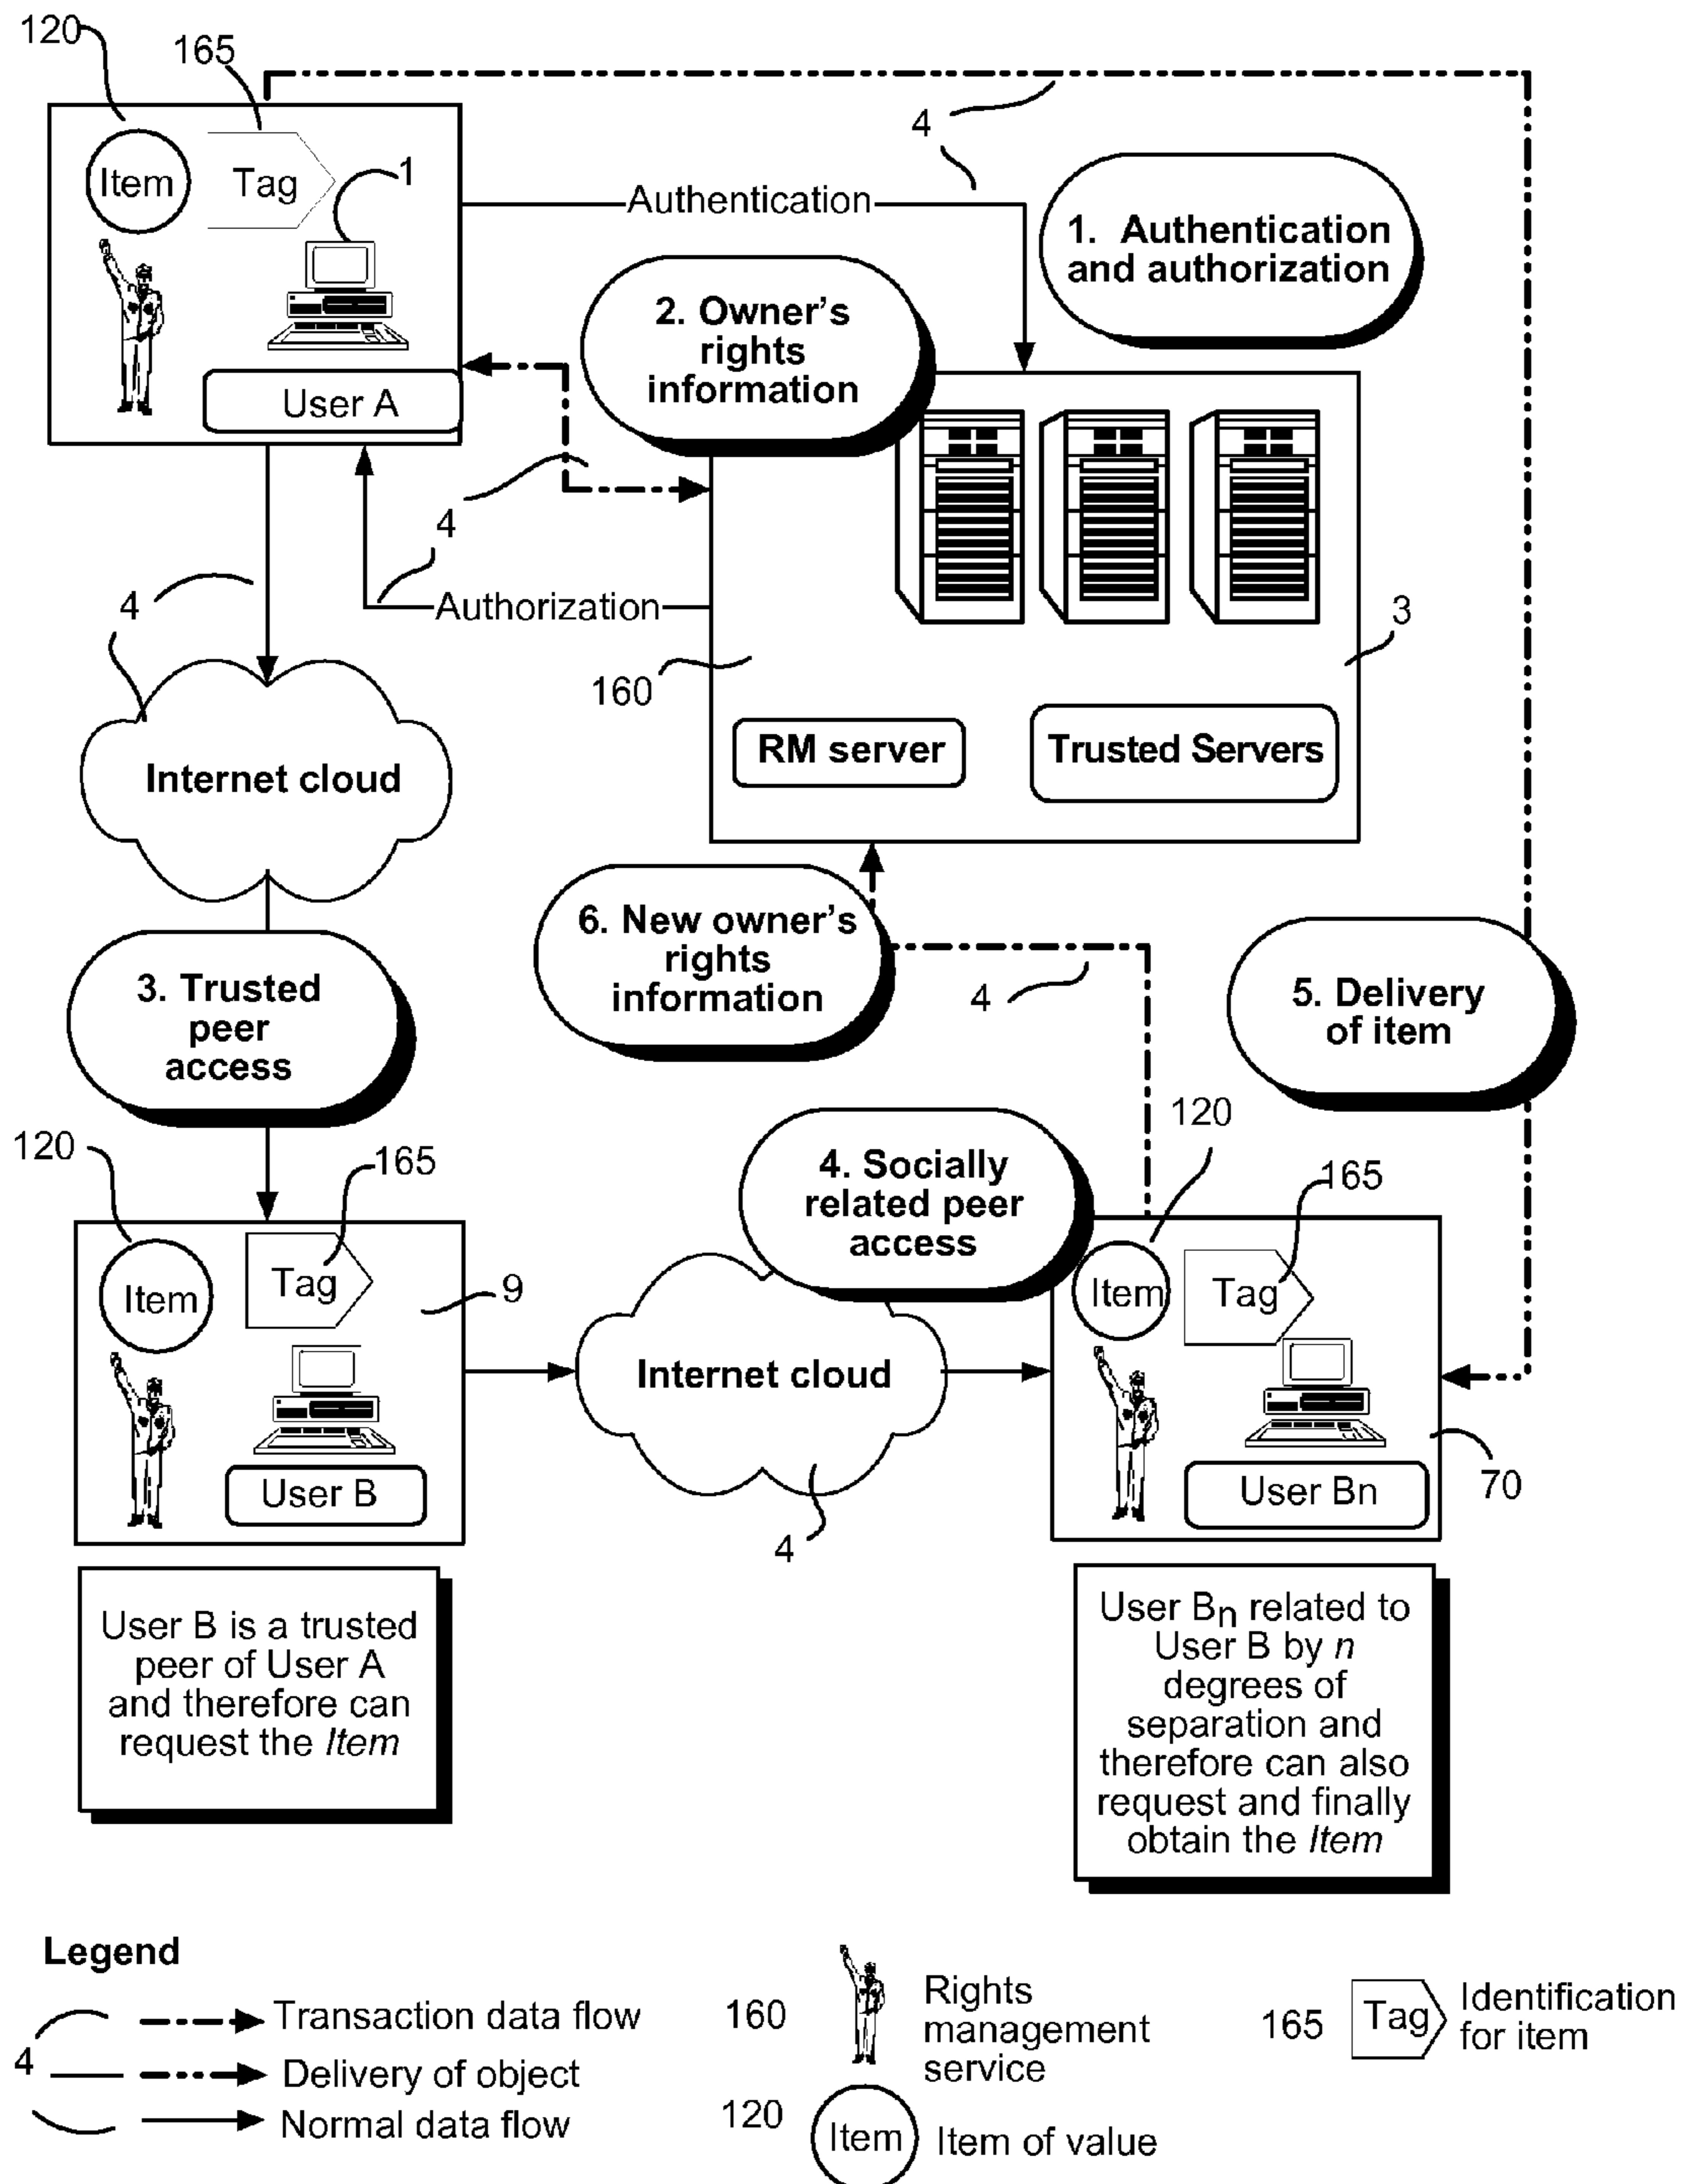 120
165
4
Item
Tag
1
Authentication
1. Authentication
and authorization
2. Owner's
rights
information
User A
4
Authorization
4
3
160
RM server
Trusted Servers
Internet cloud
6. New owner's
rights
information
4
5. Delivery
of item
3. Trusted
peer
access
120
165
4. Socially
related peer
access
120
165
Item
Tag
9
Internet cloud
Item
Tag
User B
User Bn
70
4
User B is a trusted
peer of User A
and therefore can
request the Item
User Bn related to
User B by n
degrees of
separation and
therefore can also
request and finally
obtain the Item
Legend
4
Transaction data flow
Delivery of object
Normal data flow
160
Rights
management
service
120
Item
Item of value
165
Tag
Identification
for item